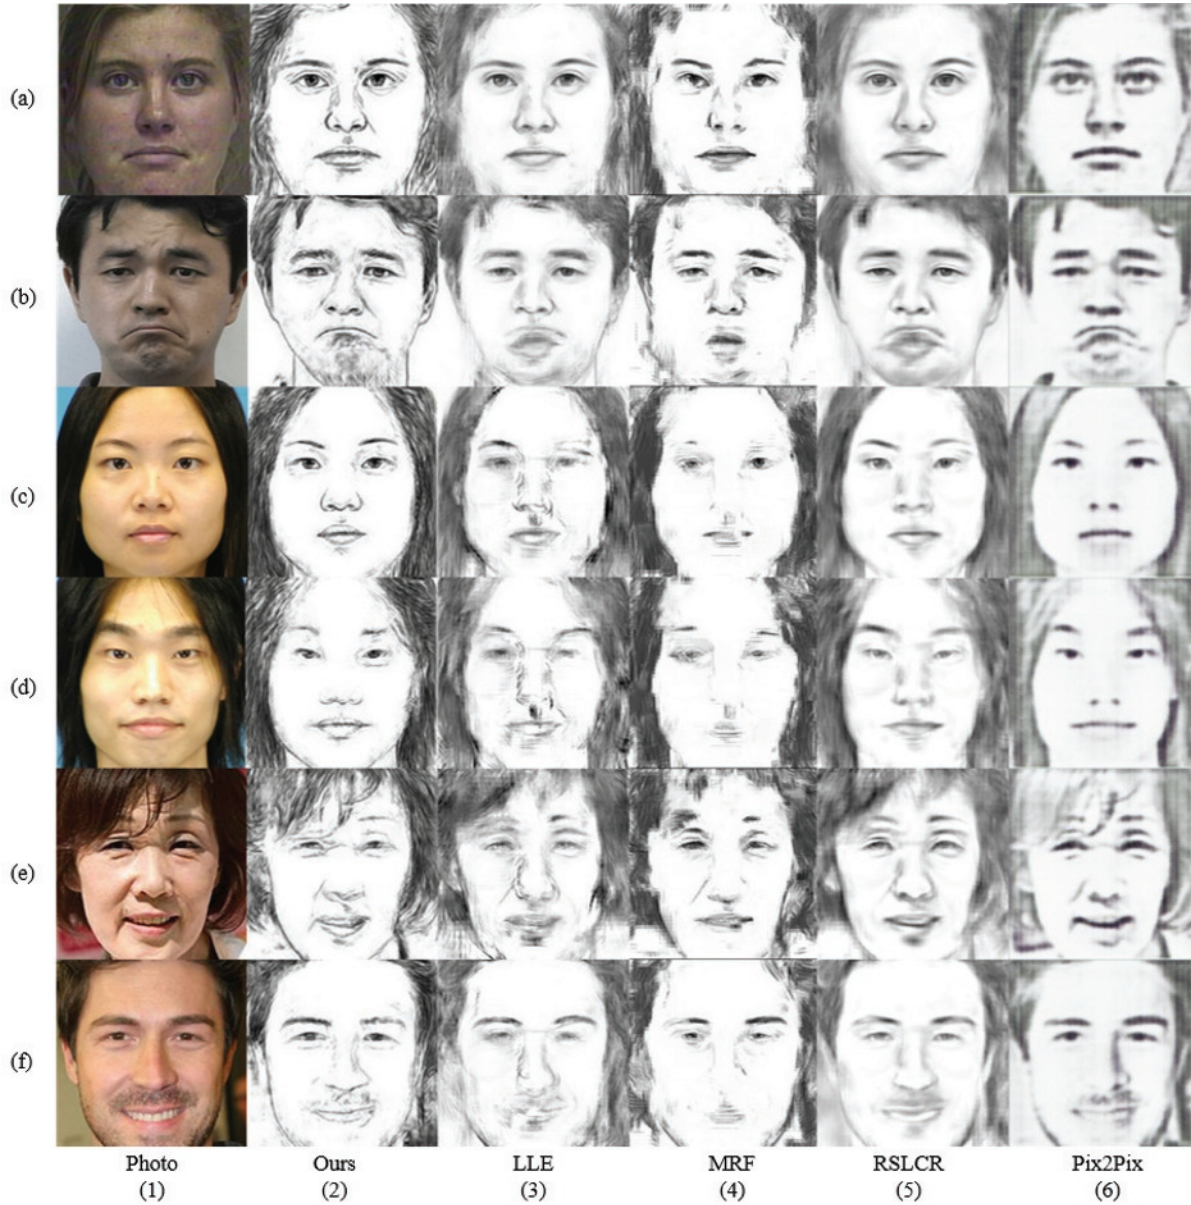 (a)
(b)
(c)
(d)
(e)
(f)
Photo Ours LLE MRF RSLCR Pix2Pix
(1) (2) (3) (4) (5) (6)